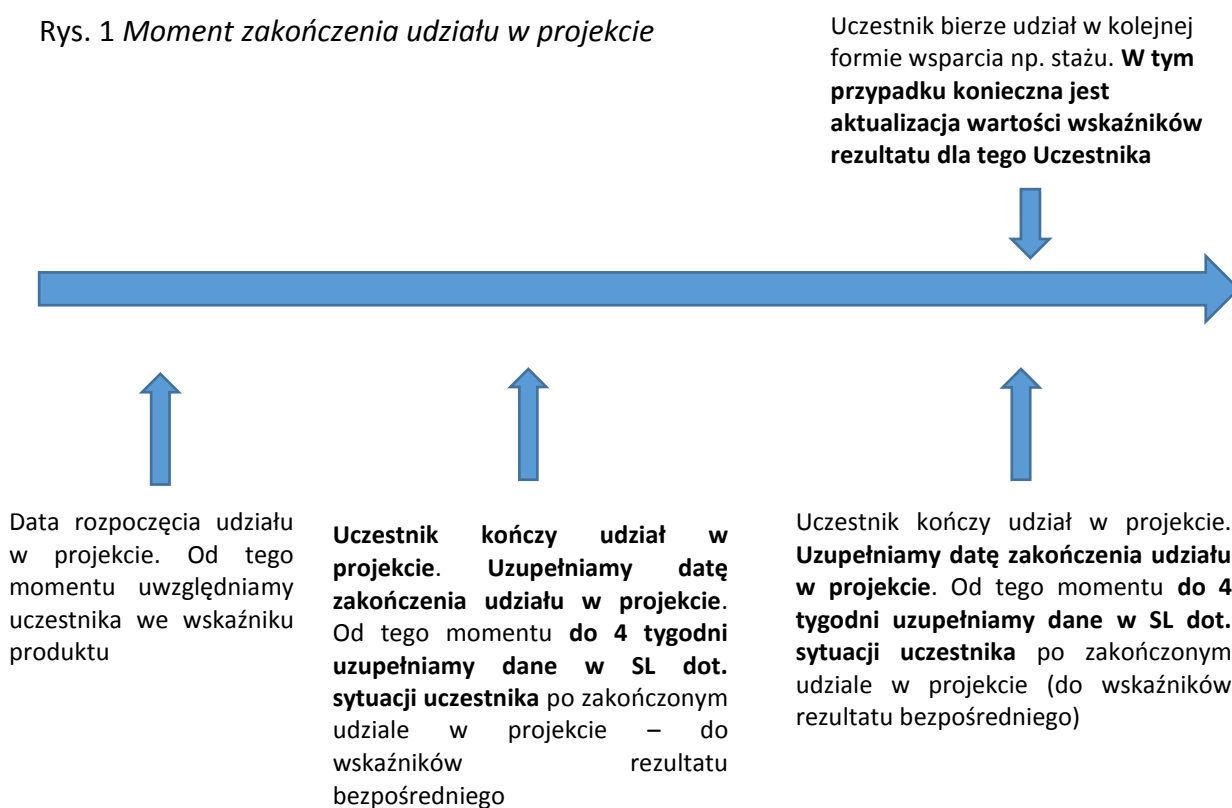 Rys. 1 Moment zakończenia udziału w projekcie
Uczestnik bierze udział w kolejnej
formie wsparcia np. stażu. W tym
przypadku konieczna jest
aktualizacja wartości wskaźników
rezultatu dla tego Uczestnika
Data rozpoczęcia udziału
w projekcie. Od tego
momentu uwzględniamy
uczestnika we wskaźniku
produktu
Uczestnik kończy udział w
projekcie. Uzupełniamy datę
zakończenia udziału w projekcie.
Od tego momentu do 4 tygodni
uzupełniamy dane w SL dot.
sytuacji uczestnika po zakończonym
udziale w projekcie – do
wskaźników rezultatu
bezpośredniego
Uczestnik kończy udział w projekcie.
Uzupełniamy datę zakończenia udziału
w projekcie. Od tego momentu do 4
tygodni uzupełniamy dane w SL dot.
sytuacji uczestnika po zakończonym
udziale w projekcie (do wskaźników
rezultatu bezpośredniego)